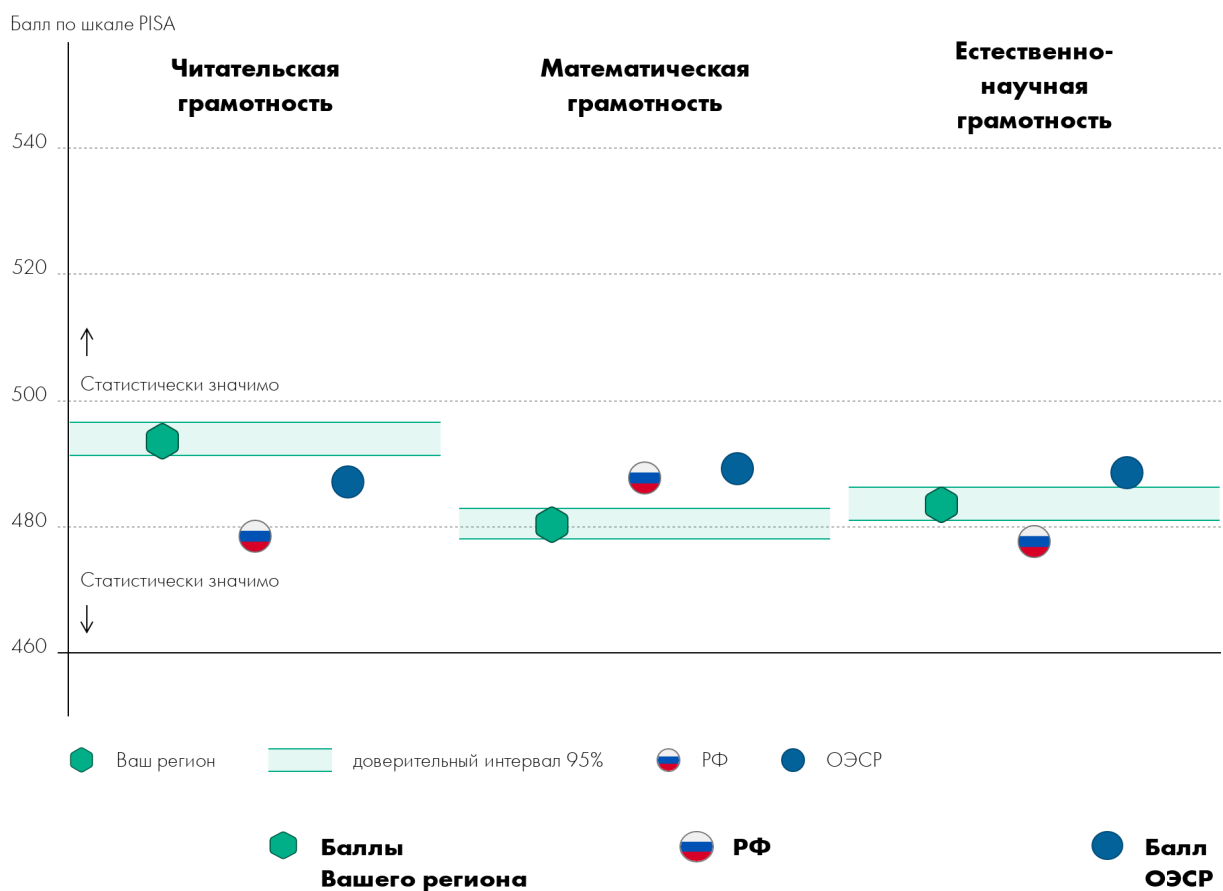 Балл по шкале PISA
Читательская
грамотность
Математическая
грамотность
Естественно-
научная
грамотность
540
520
500
480
460
Статистически значимо
Статистически значимо
Ваш регион
доверительный интервал 95%
РФ
ОЭСР
Баллы
Вашего региона
РФ
Балл
ОЭСР